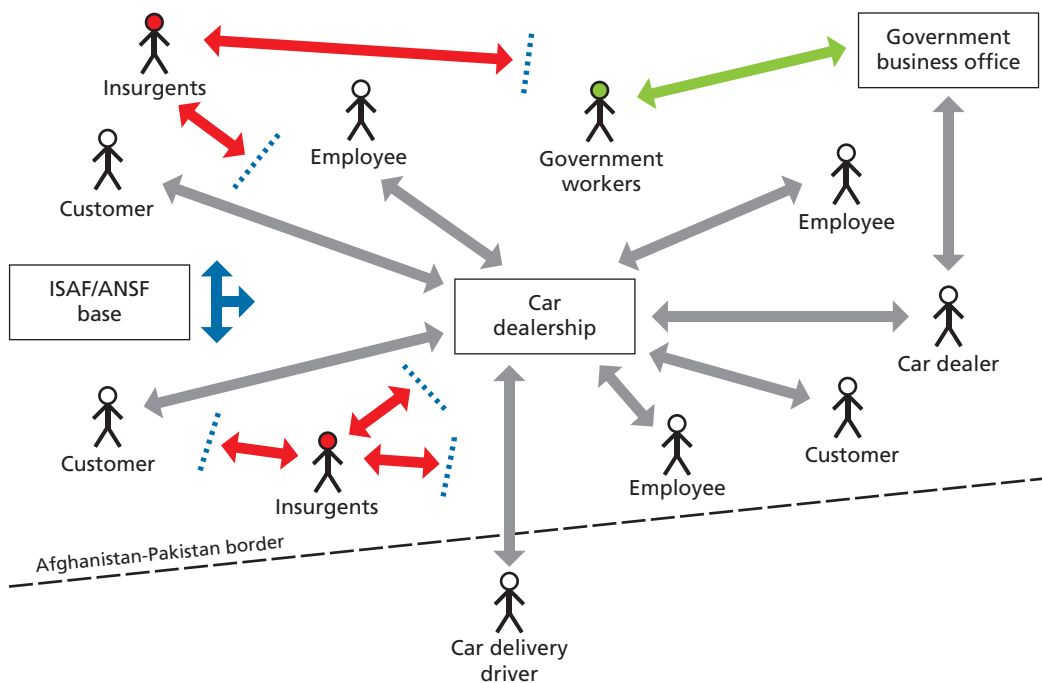 Government
business office
Insurgents
Employee
Government
workers
Customer
Employee
ISAF/ANSF
base
Car
dealership
Car dealer
Customer
Customer
Employee
Insurgents
Afghanistan-Pakistan border
Car delivery
driver